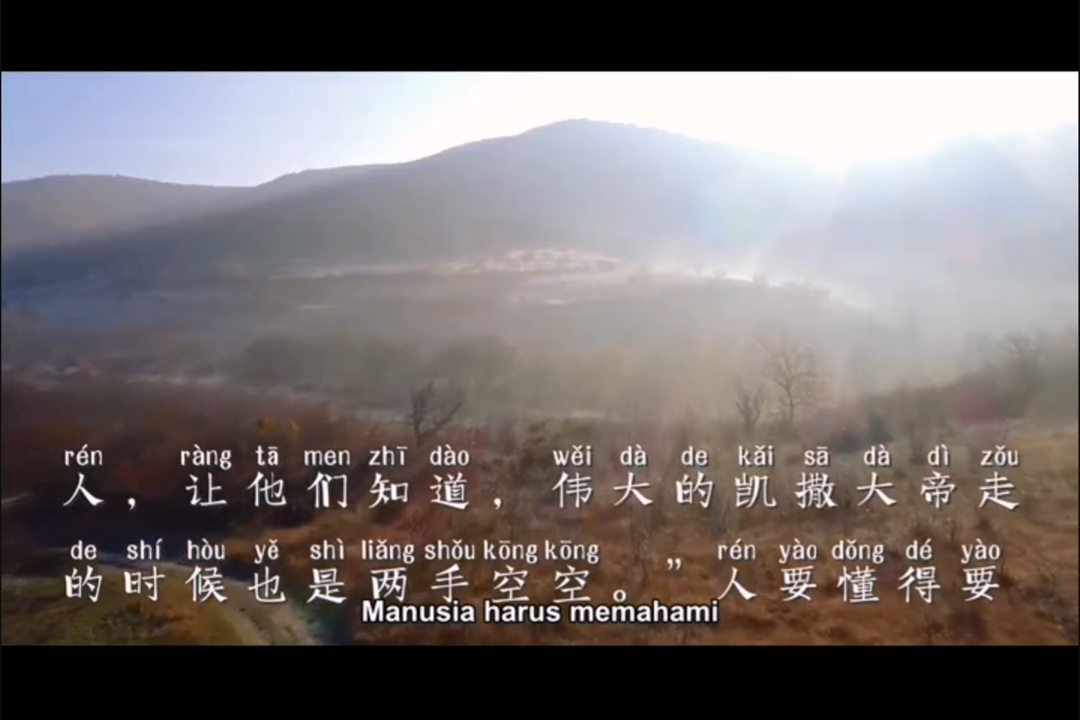 rén ràng tā men zhī dào wěi dà de kǎi sā dà dì zǒu
人，让他们知道，伟大的凯撒大帝走
de shí hòu yě shì liǎng shǒu kōng kōng rén yào dǒng dé yào
的时候也是两手空空。”人要懂得要
Manusia harus memahami